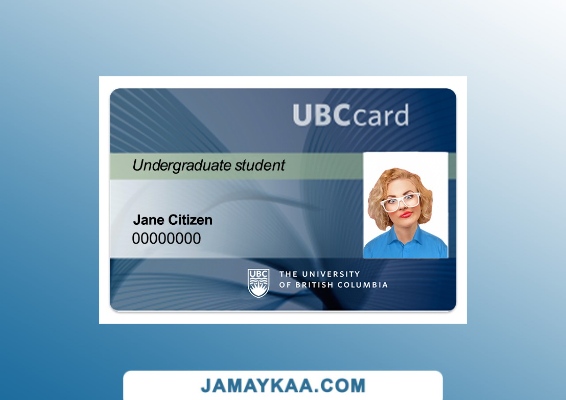 UBCcard
Undergraduate student
Jane Citizen
00000000
UBC
THE UNIVERSITY
OF BRITISH COLUMBIA
JAMAYKAA.COM